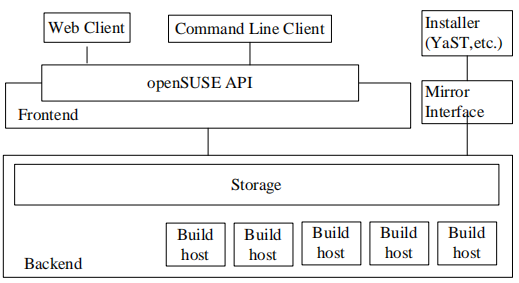 Web Client
Command Line Client
Installer
(YaST,etc.)
openSUSE API
Frontend
Mirror
Interface
Storage
Build
host
Build
host
Build
host
Build
host
Build
host
Backend